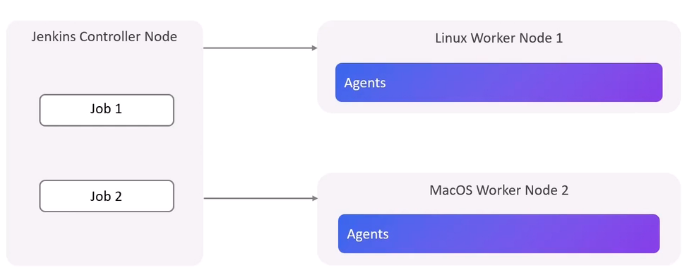 Jenkins Controller Node
Job 1
Job 2
Linux Worker Node 1
Agents
MacOS Worker Node 2
Agents